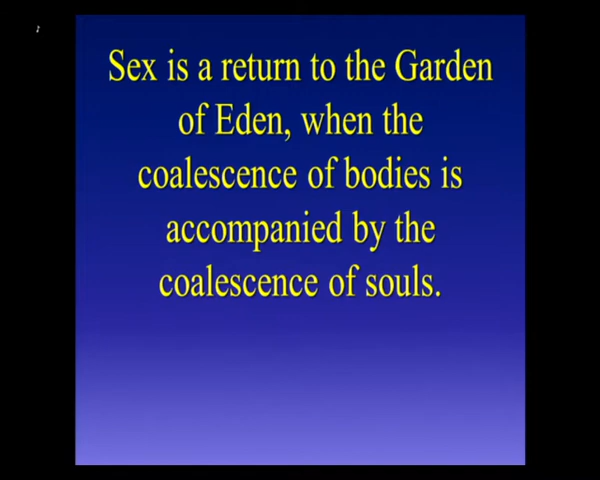 Sex is a return to the Garden
of Eden, when the
coalescence of bodies is
accompanied by the
coalescence of souls.